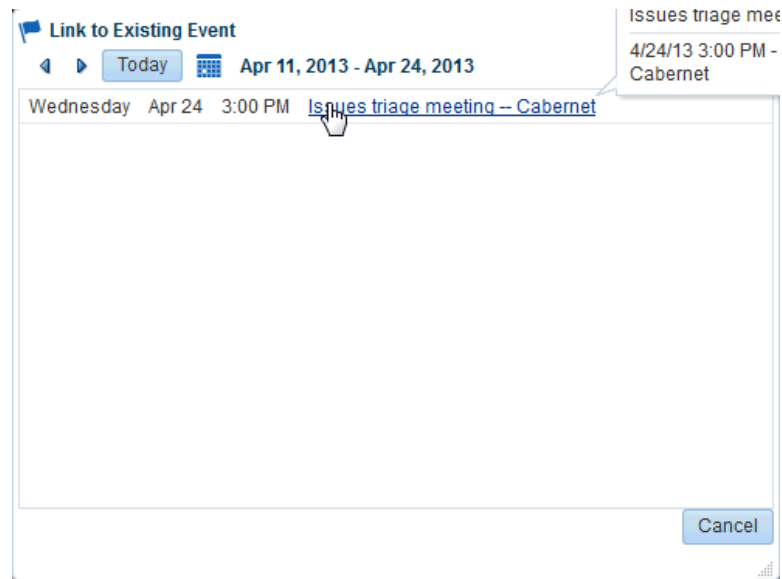 Link to Existing Event
Today Apr 11, 2013 - Apr 24, 2013
Wednesday Apr 24 3:00 PM Issues triage meeting -- Cabernet
Issues triage mee
4/24/13 3:00 PM -
Cabernet
Cancel